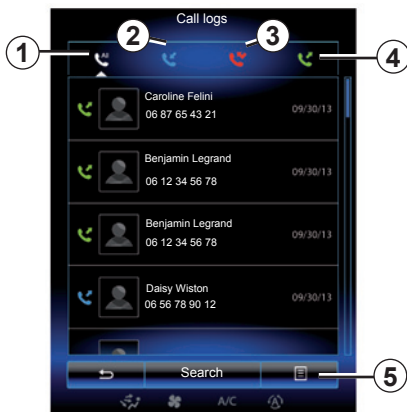 Call logs
1
2
3
4
All
Caroline Felini
06 87 65 43 21
09/30/13
Benjamin Legrand
06 12 34 56 78
09/30/13
Benjamin Legrand
06 12 34 56 78
09/30/13
Daisy Wiston
06 56 78 90 12
09/30/13
Search
5
A/C
A